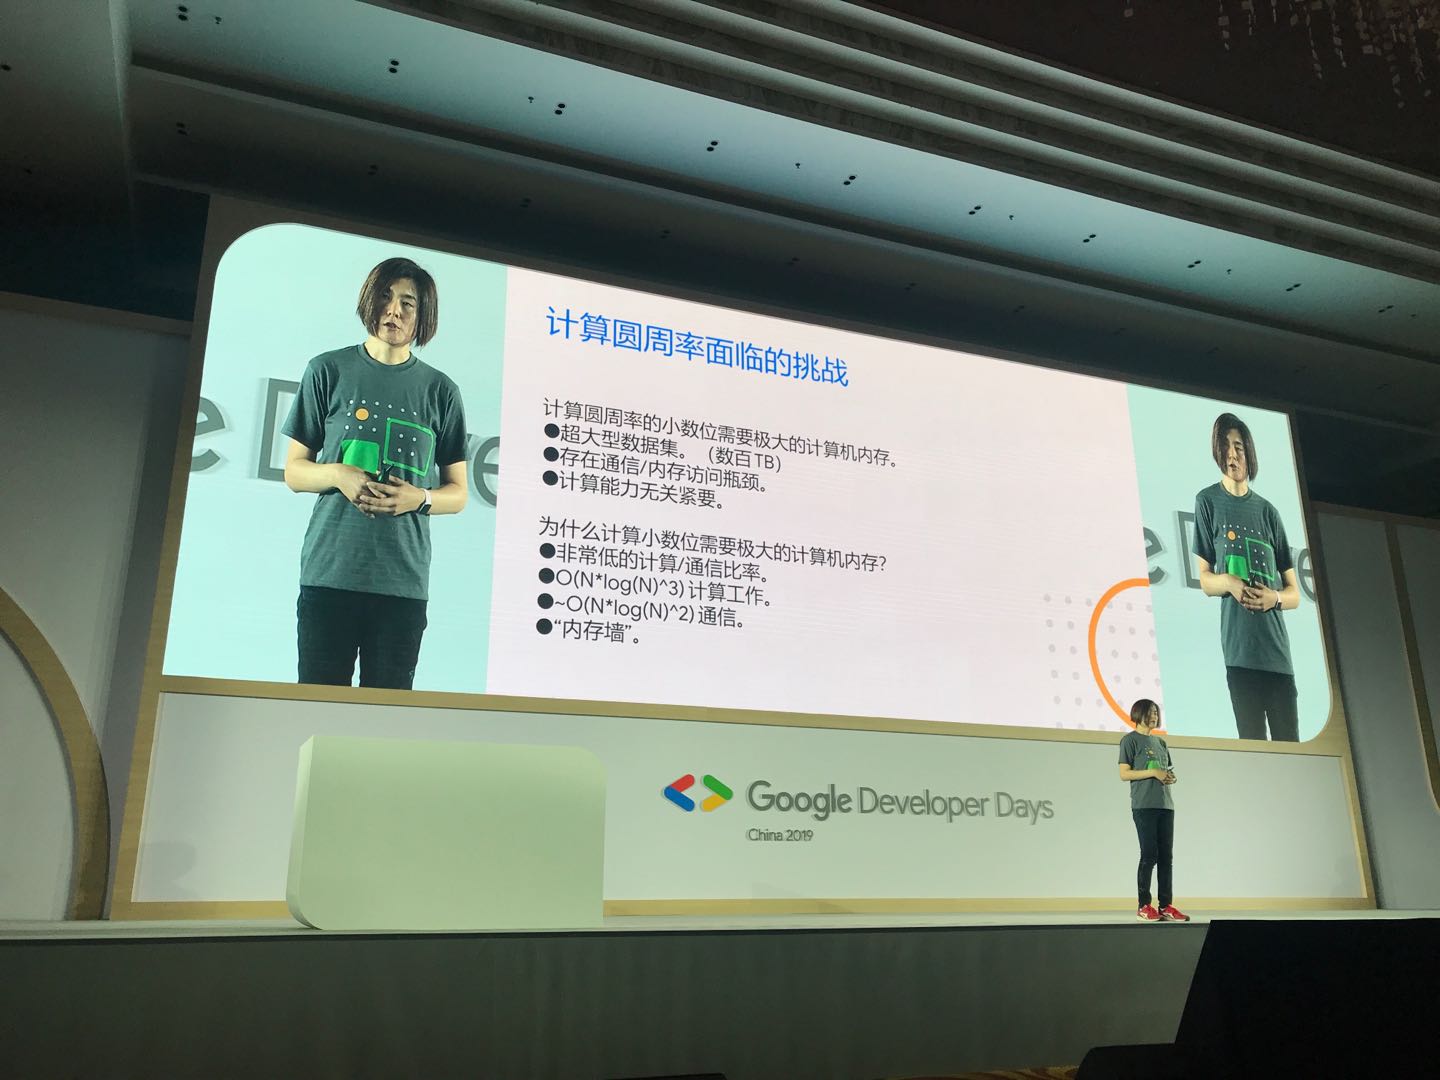 计算圆周率面临的挑战
计算圆周率的小数位需要极大的计算机内存。
●超大型数据集。（数百TB）
●存在通信/内存访问瓶颈。
●计算能力无关紧要。
为什么计算小数位需要极大的计算机内存?
●非常低的计算/通信比率。
●O(N*log(N)^3) 计算工作。
●~O(N*log(N)^2) 通信。
●“内存墙”。
Google Developer Days
China 2019